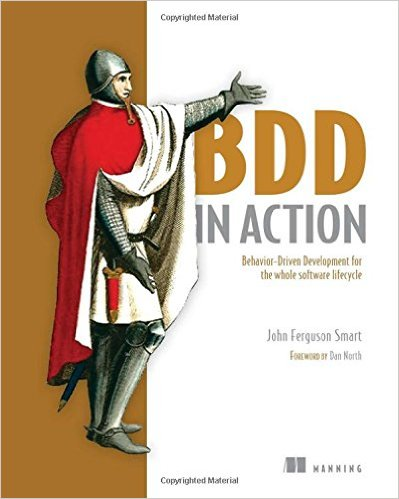 Copyrighted Material
BDD
IN ACTION
Behavior-Driven Development for
the whole software lifecycle
John Ferguson Smart
FOREWORD BY Dan North
MANNING
Copyrighted Material